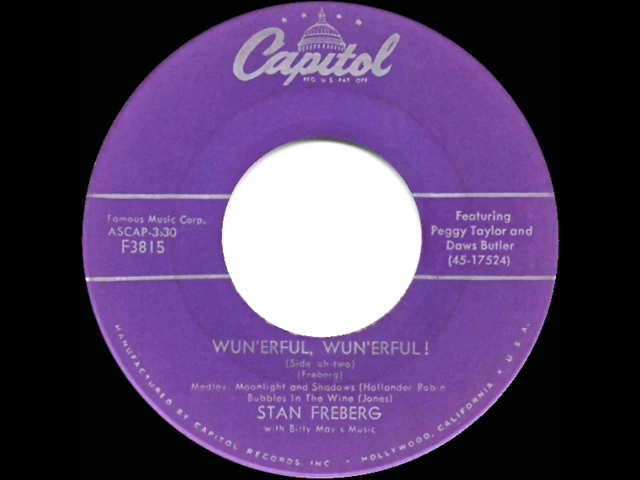 Capitol
REG. U.S. PAT. OFF.
Famous Music Corp.
ASCAP-3:30
F3815
Featuring
Peggy Taylor and
Daws Butler
(45-17524)
WUN'ERFUL, WUN'ERFUL!
(Side uh-two)
(Freberg)
Medley: Moonlight and Shadows (Hollander Robin
Bubbles In The Wine (Jones)
STAN FREBERG
with Billy May's Music
MANUFACTURED BY CAPITOL RECORDS INC • HOLLYWOOD, CALIFORNIA • U.S.A.